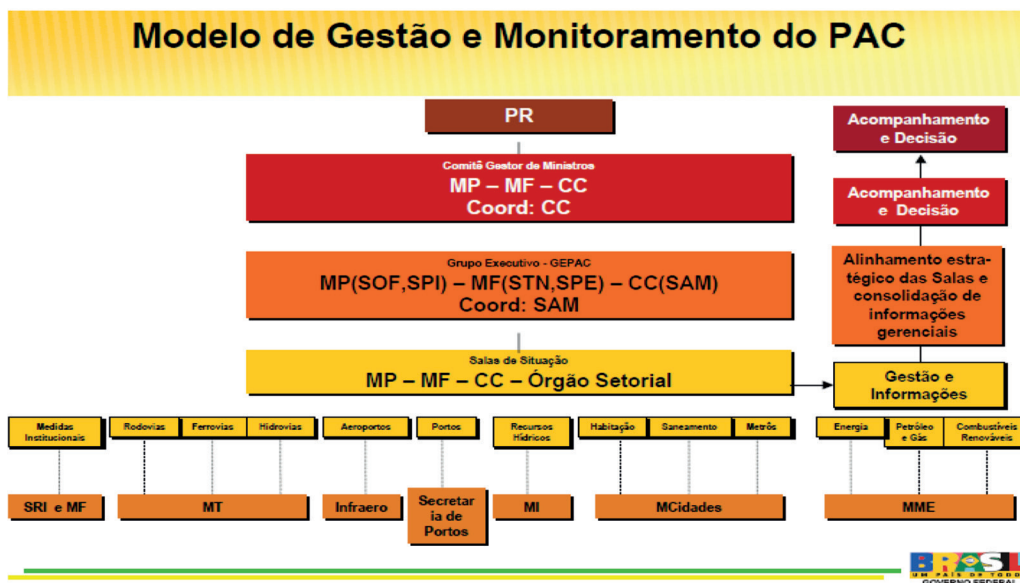 Modelo de Gestão e Monitoramento do PAC
PR
Comitê Gestor de Ministros
MP – MF – CC
Coord: CC
Grupo Executivo - GEPAC
MP(SOF,SPI) – MF(STN,SPE) – CC(SAM)
Coord: SAM
Salas de Situação
MP – MF – CC – Órgão Setorial
Acompanhamento
e Decisão
Acompanhamento
e Decisão
Alinhamento estra-
tégico das Salas e
consolidação de
informações
gerenciais
Gestão e
Informações
Medidas
Institucionais
Rodovias
Ferrovias
Hidrovias
Aeroportos
Portos
Recursos
Hídricos
Habitação
Saneamento
Metrôs
Energia
Petróleo
e Gás
Combustíveis
Renováveis
SRI e MF
MT
Infraero
Secretar
ia de
Portos
MI
MCidades
MME
BRASIL
UM PAÍS DE TODOS
GOVERNO FEDERAL